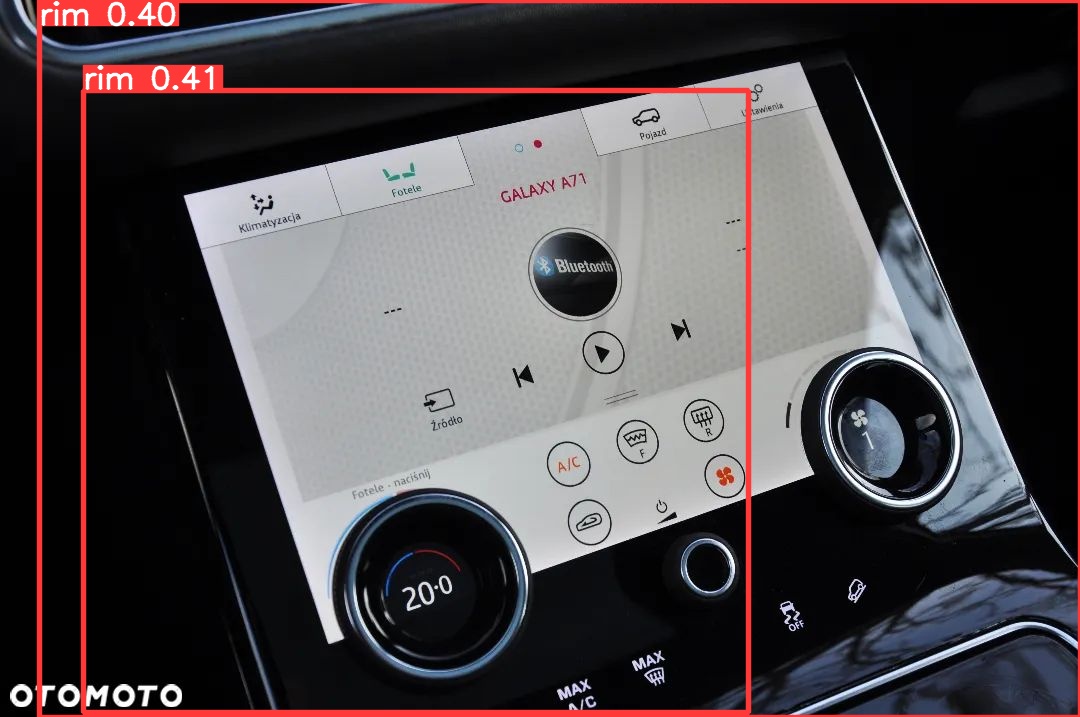 rim 0.40
rim 0.41
Ustawienia
Pojazd
Fotele
Klimatyzacja
GALAXY A71
---
--
Bluetooth
---
Źródło
R
F
A/C
Fotele - naciśnij
1
20·0
OFF
MAX
MAX
A/C
OTOMOTO